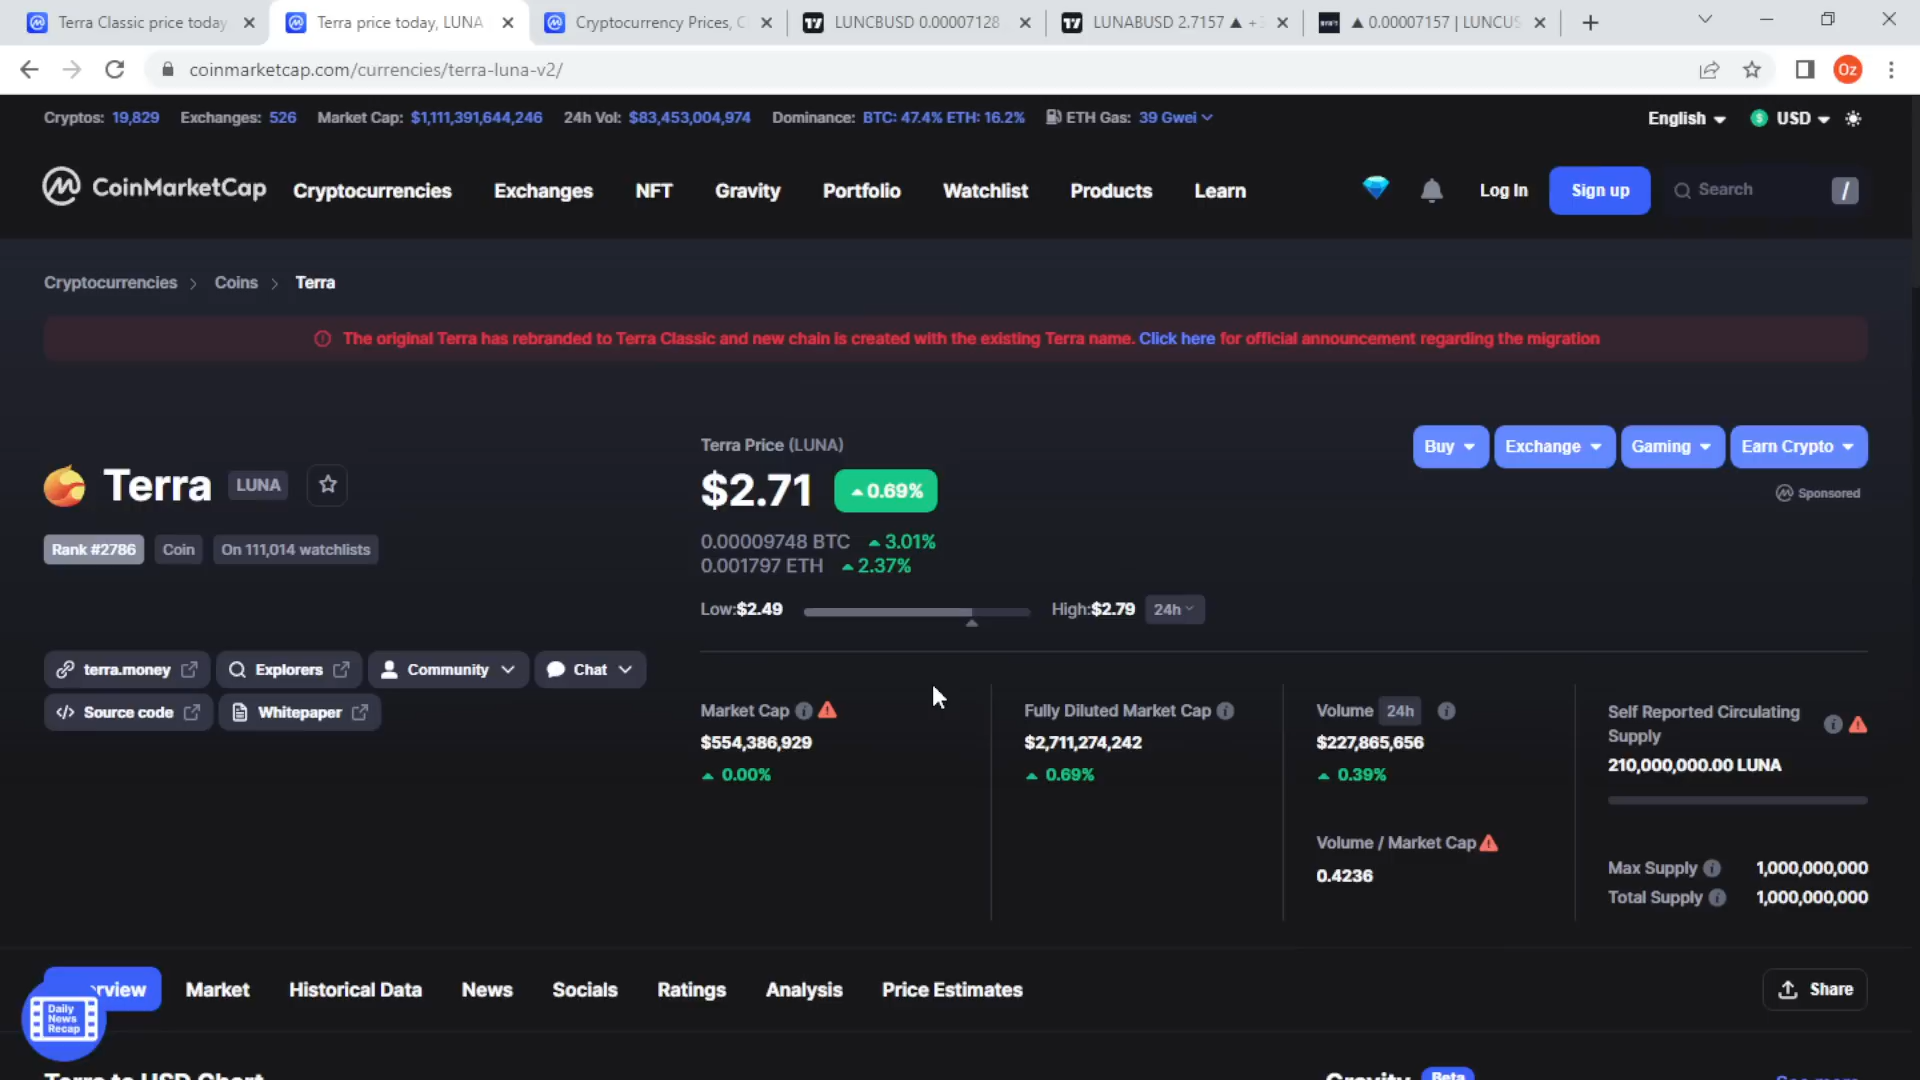 Terra Classic price today
Terra price today, LUNA
Cryptocurrency Prices, C
LUNCBUSD 0.00007128
LUNABUSD 2.7157 ▲ +3
▲ 0.00007157 | LUNCUS
coinmarketcap.com/currencies/terra-luna-v2/
Oz
Cryptos: 19,829 Exchanges: 526 Market Cap: $1,111,391,644,246 24h Vol: $83,453,004,974 Dominance: BTC: 47.4% ETH: 16.2% ETH Gas: 39 Gwei
English USD
CoinMarketCap
Cryptocurrencies Exchanges NFT Gravity Portfolio Watchlist Products Learn
Log In Sign up Search /
Cryptocurrencies > Coins > Terra
The original Terra has rebranded to Terra Classic and new chain is created with the existing Terra name. Click here for official announcement regarding the migration
Terra LUNA
Rank #2786 Coin On 111,014 watchlists
terra.money Explorers Community Chat
Source code Whitepaper
Terra Price (LUNA)
$2.71 0.69%
0.00009748 BTC 3.01%
0.001797 ETH 2.37%
Low:$2.49 High:$2.79 24h
Buy Exchange Gaming Earn Crypto
Sponsored
Market Cap
$554,386,929
0.00%
Fully Diluted Market Cap
$2,711,274,242
0.69%
Volume 24h
$227,865,656
0.39%
Volume / Market Cap
0.4236
Self Reported Circulating
Supply
210,000,000.00 LUNA
Max Supply 1,000,000,000
Total Supply 1,000,000,000
rview Market Historical Data News Socials Ratings Analysis Price Estimates
Share
Daily
News
Recap
Terra to USD Chart
Gravity Beta
See more